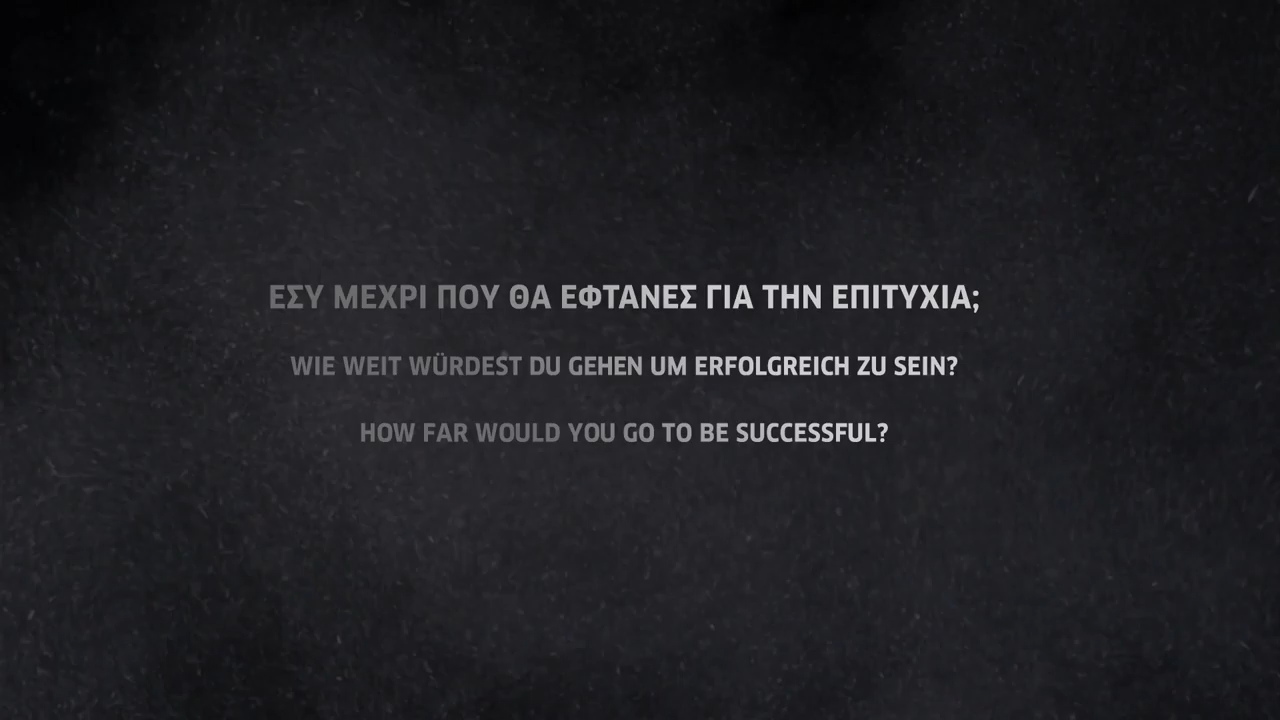 ΕΣΥ ΜΕΧΡΙ ΠΟΥ ΘΑ ΕΦΤΑΝΕΣ ΓΙΑ ΤΗΝ ΕΠΙΤΥΧΙΑ;
WIE WEIT WÜRDEST DU GEHEN UM ERFOLGREICH ZU SEIN?
HOW FAR WOULD YOU GO TO BE SUCCESSFUL?